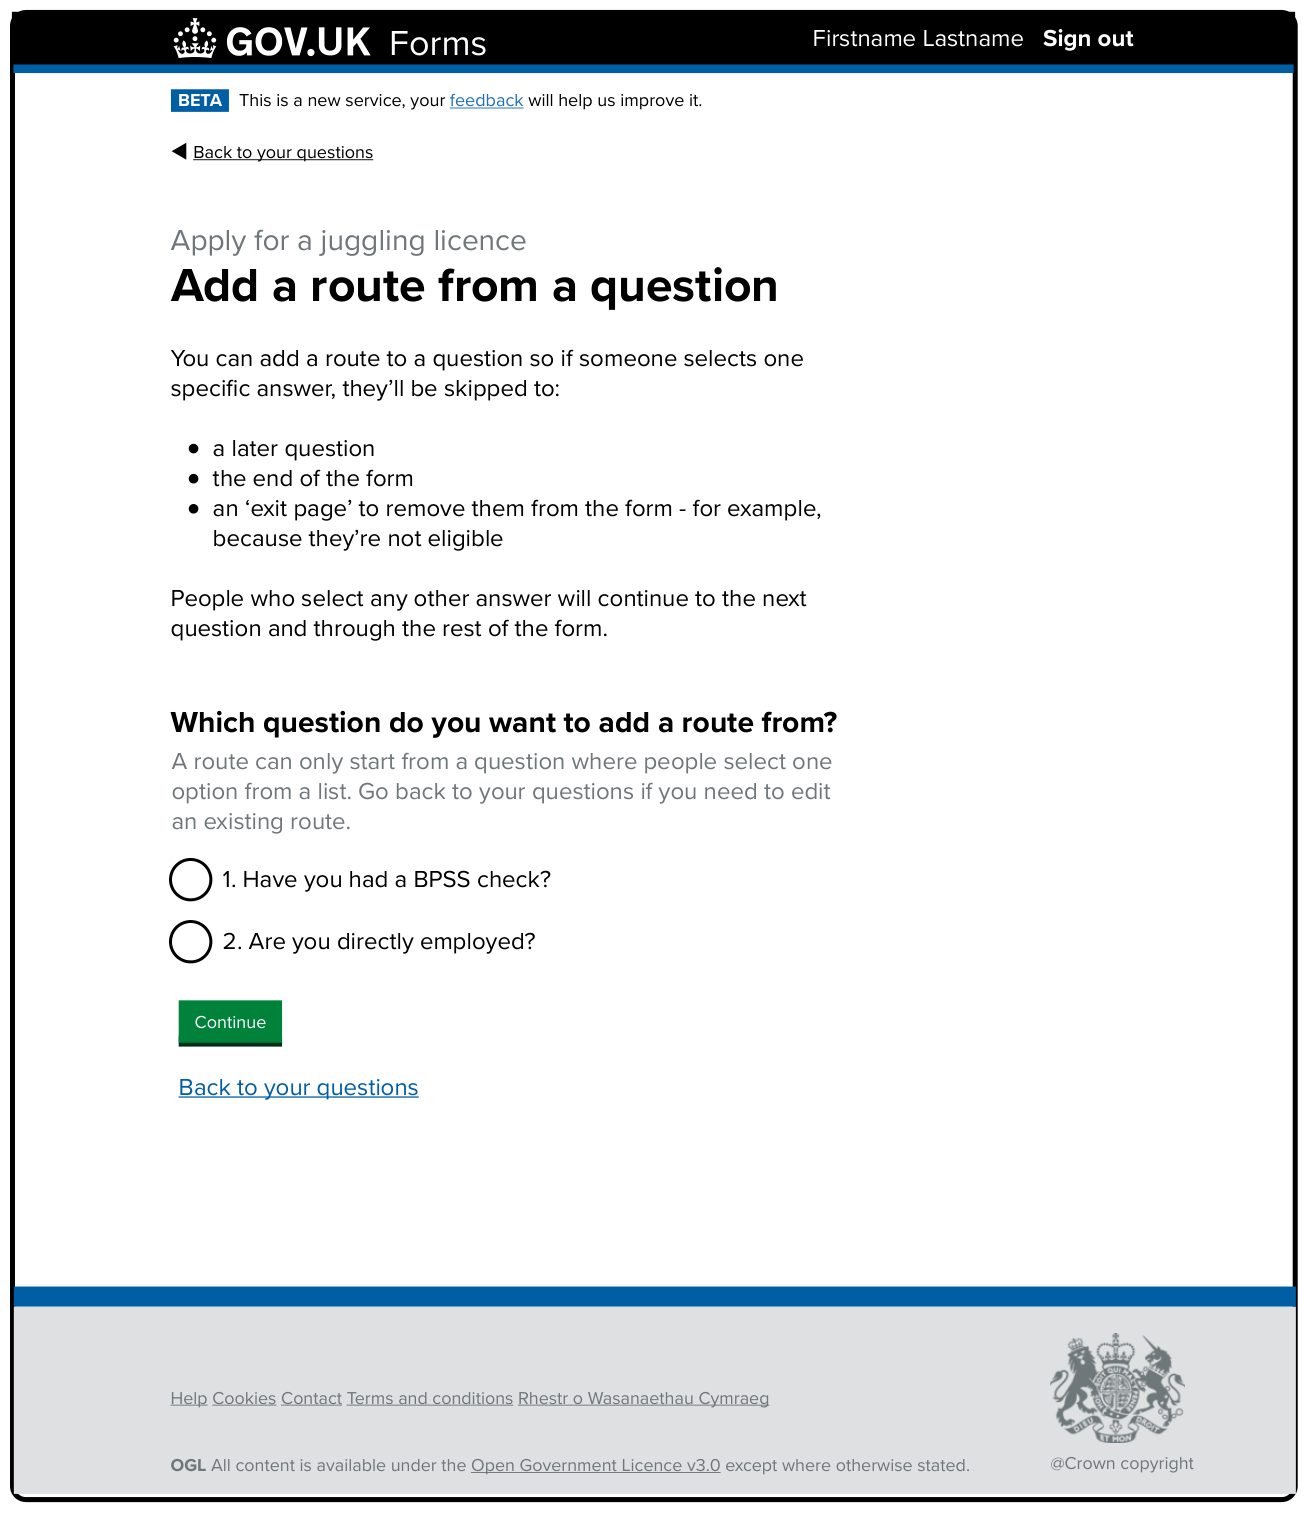 GOV.UK Forms Firstname Lastname Sign out
BETA This is a new service, your feedback will help us improve it.
Back to your questions
Apply for a juggling licence
Add a route from a question
You can add a route to a question so if someone selects one
specific answer, they’ll be skipped to:
● a later question
● the end of the form
● an ‘exit page’ to remove them from the form - for example,
because they’re not eligible
People who select any other answer will continue to the next
question and through the rest of the form.
Which question do you want to add a route from?
A route can only start from a question where people select one
option from a list. Go back to your questions if you need to edit
an existing route.
1. Have you had a BPSS check?
2. Are you directly employed?
Continue
Back to your questions
Help Cookies Contact Terms and conditions Rhestr o Wasanaethau Cymraeg
DIEU ET MON DROIT
OGL All content is available under the Open Government Licence v3.0 except where otherwise stated.
@Crown copyright